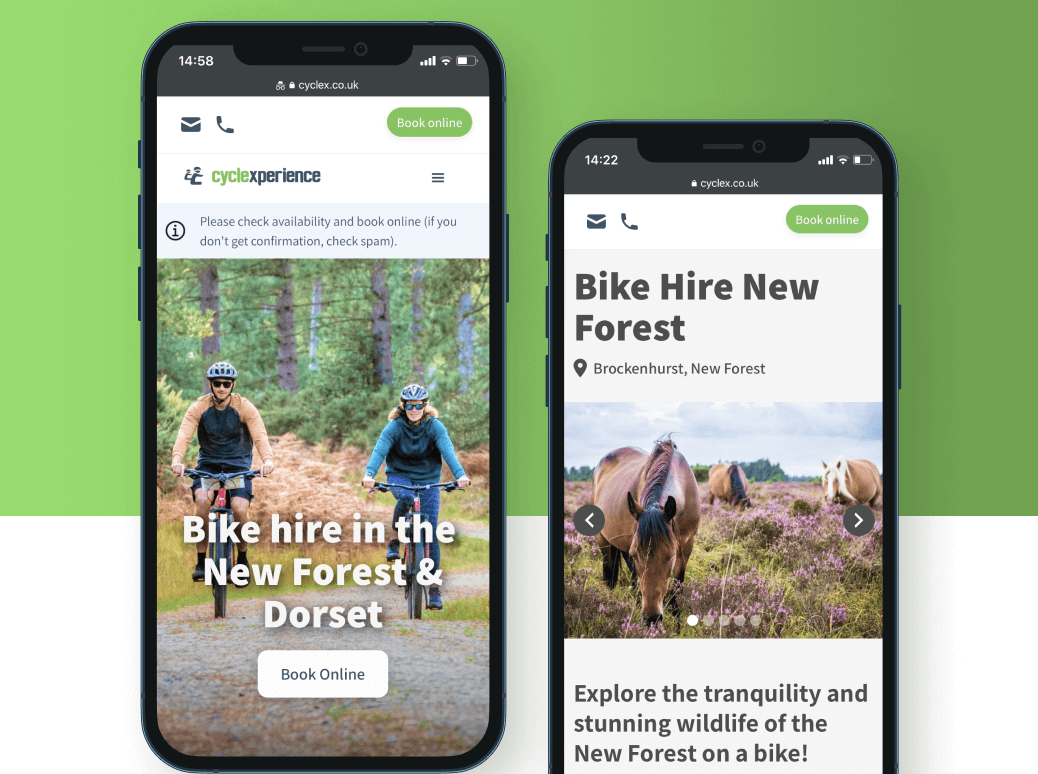 14:58
cyclex.co.uk
Book online
cyclexperience
Please check availability and book online (if you
don't get confirmation, check spam).
Bike hire in the
New Forest &
Dorset
Book Online
14:22
cyclex.co.uk
Book online
Bike Hire New
Forest
Brockenhurst, New Forest
Explore the tranquility and
stunning wildlife of the
New Forest on a bike!